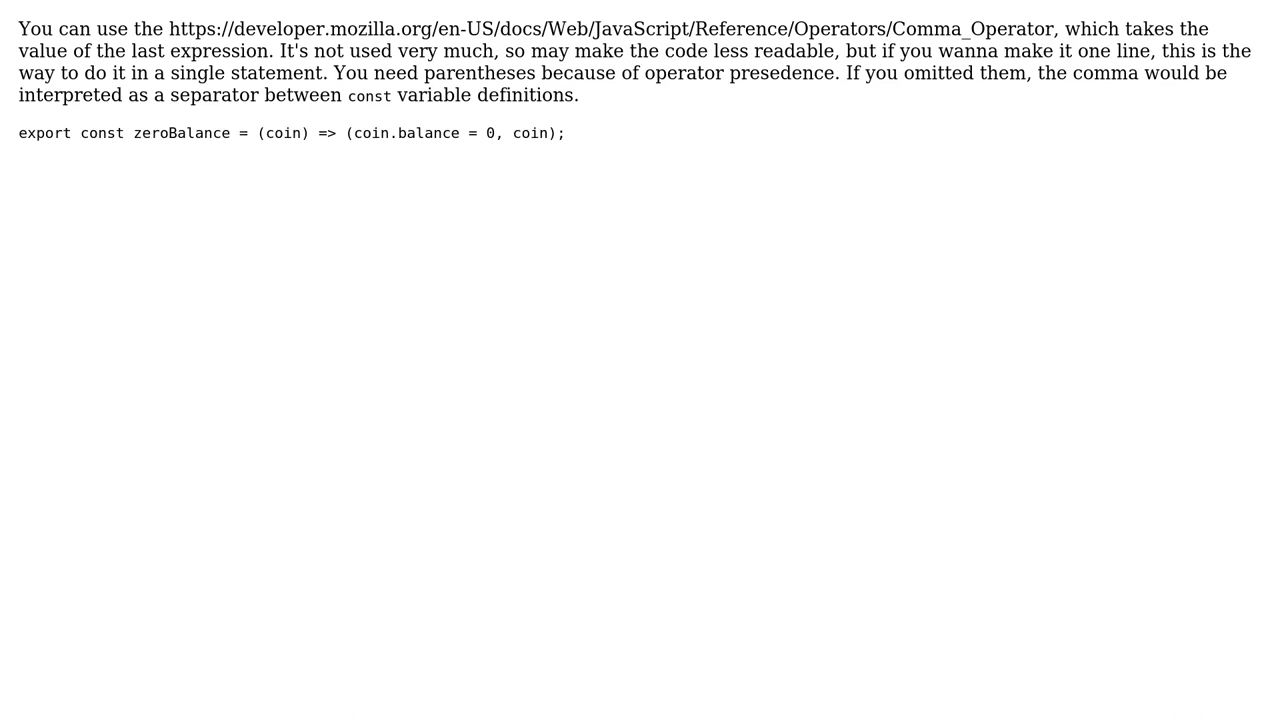 You can use the https://developer.mozilla.org/en-US/docs/Web/JavaScript/Reference/Operators/Comma_Operator, which takes the
value of the last expression. It's not used very much, so may make the code less readable, but if you wanna make it one line, this is the
way to do it in a single statement. You need parentheses because of operator presedence. If you omitted them, the comma would be
interpreted as a separator between const variable definitions.
export const zeroBalance = (coin) => (coin.balance = 0, coin);